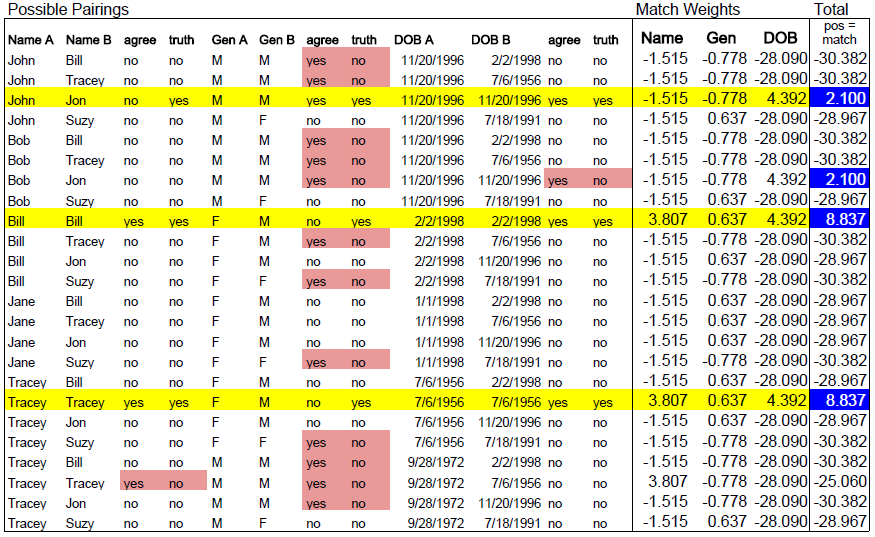 Possible Pairings Match Weights Total
pos =
Name A Name B agree truth Gen A Gen B agree truth DOB A DOB B agree truth Name Gen DOB match
John Bill no no M M yes no 11/20/1996 2/2/1998 no no -1.515 -0.778 -28.090 -30.382
John Tracey no no M M yes no 11/20/1996 7/6/1956 no no -1.515 -0.778 -28.090 -30.382
John Jon no yes M M yes yes 11/20/1996 11/20/1996 yes yes -1.515 -0.778 4.392 2.100
John Suzy no no M F no no 11/20/1996 7/18/1991 no no -1.515 0.637 -28.090 -28.967
Bob Bill no no M M yes no 11/20/1996 2/2/1998 no no -1.515 -0.778 -28.090 -30.382
Bob Tracey no no M M yes no 11/20/1996 7/6/1956 no no -1.515 -0.778 -28.090 -30.382
Bob Jon no no M M yes no 11/20/1996 11/20/1996 yes no -1.515 -0.778 4.392 2.100
Bob Suzy no no M F no no 11/20/1996 7/18/1991 no no -1.515 0.637 -28.090 -28.967
Bill Bill yes yes F M no yes 2/2/1998 2/2/1998 yes yes 3.807 0.637 4.392 8.837
Bill Tracey no no F M yes no 2/2/1998 7/6/1956 no no -1.515 -0.778 -28.090 -30.382
Bill Jon no no F M no no 2/2/1998 11/20/1996 no no -1.515 0.637 -28.090 -28.967
Bill Suzy no no F F yes no 2/2/1998 7/18/1991 no no -1.515 -0.778 -28.090 -30.382
Jane Bill no no F M no no 1/1/1998 2/2/1998 no no -1.515 0.637 -28.090 -28.967
Jane Tracey no no F M no no 1/1/1998 7/6/1956 no no -1.515 0.637 -28.090 -28.967
Jane Jon no no F M no no 1/1/1998 11/20/1996 no no -1.515 0.637 -28.090 -28.967
Jane Suzy no no F F yes no 1/1/1998 7/18/1991 no no -1.515 -0.778 -28.090 -30.382
Tracey Bill no no F M no no 7/6/1956 2/2/1998 no no -1.515 0.637 -28.090 -28.967
Tracey Tracey yes yes F M no yes 7/6/1956 7/6/1956 yes yes 3.807 0.637 4.392 8.837
Tracey Jon no no F M no no 7/6/1956 11/20/1996 no no -1.515 0.637 -28.090 -28.967
Tracey Suzy no no F F yes no 7/6/1956 7/18/1991 no no -1.515 -0.778 -28.090 -30.382
Tracey Bill no no M M yes no 9/28/1972 2/2/1998 no no -1.515 -0.778 -28.090 -30.382
Tracey Tracey yes no M M yes no 9/28/1972 7/6/1956 no no 3.807 -0.778 -28.090 -25.060
Tracey Jon no no M M yes no 9/28/1972 11/20/1996 no no -1.515 -0.778 -28.090 -30.382
Tracey Suzy no no M F no no 9/28/1972 7/18/1991 no no -1.515 0.637 -28.090 -28.967